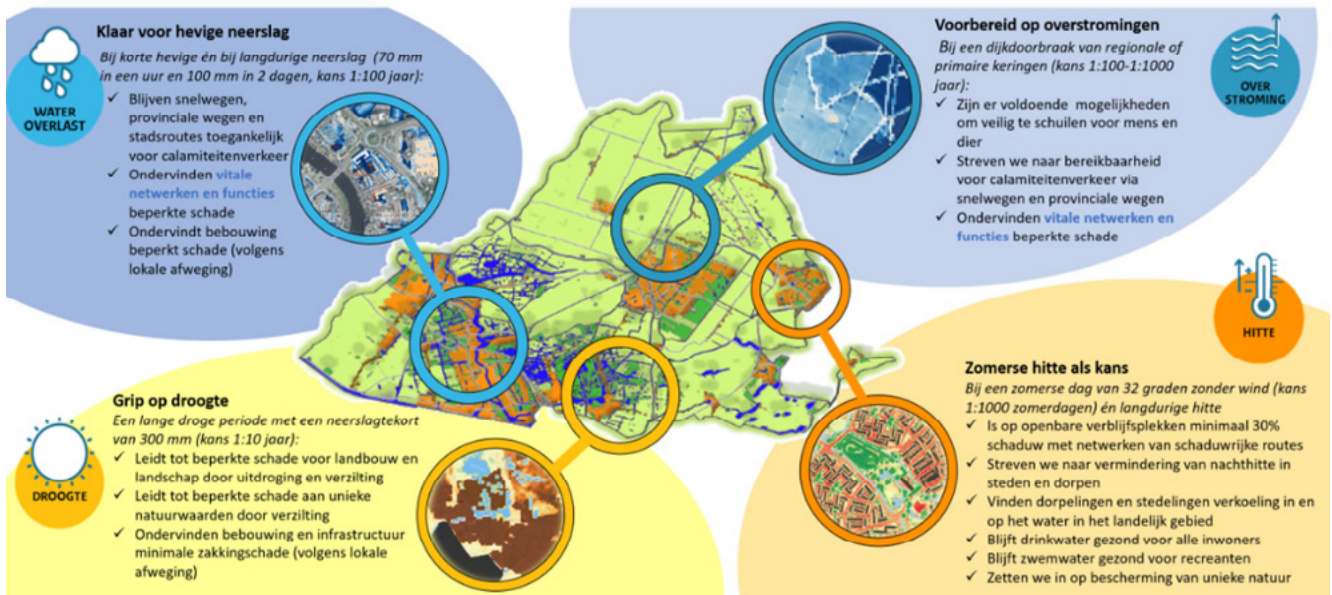 Klaar voor hevige neerslag
Bij korte hevige én bij langdurige neerslag (70 mm
in een uur en 100 mm in 2 dagen, kans 1:100 jaar):
✓ Blijven snelwegen,
provinciale wegen en
stadsroutes toegankelijk
voor calamiteitenverkeer
✓ Ondervinden vitale
netwerken en functies
beperkte schade
✓ Ondervindt bebouwing
beperkt schade (volgens
lokale afweging)
WATER
OVERLAST
Voorbereid op overstromingen
Bij een dijkdoorbraak van regionale of
primaire keringen (kans 1:100-1:1000
jaar):
✓ Zijn er voldoende mogelijkheden
om veilig te schuilen voor mens en
dier
✓ Streven we naar bereikbaarheid
voor calamiteitenverkeer via
snelwegen en provinciale wegen
✓ Ondervinden vitale netwerken en
functies beperkte schade
OVER
STROMING
Grip op droogte
Een lange droge periode met een neerslagtekort
van 300 mm (kans 1:10 jaar):
✓ Leidt tot beperkte schade voor landbouw en
landschap door uitdroging en verzilting
✓ Leidt tot beperkte schade aan unieke
natuurwaarden door verzilting
✓ Ondervinden bebouwing en infrastructuur
minimale zakkingschade (volgens lokale
afweging)
DROOGTE
HITTE
Zomerse hitte als kans
Bij een zomerse dag van 32 graden zonder wind (kans
1:1000 zomerdagen) én langdurige hitte
✓ Is op openbare verblijfsplekken minimaal 30%
schaduw met netwerken van schaduwrijke routes
✓ Streven we naar vermindering van nachthitte in
steden en dorpen
✓ Vinden dorpelingen en stedelingen verkoeling in en
op het water in het landelijk gebied
✓ Blijft drinkwater gezond voor alle inwoners
✓ Blijft zwemwater gezond voor recreanten
✓ Zetten we in op bescherming van unieke natuur